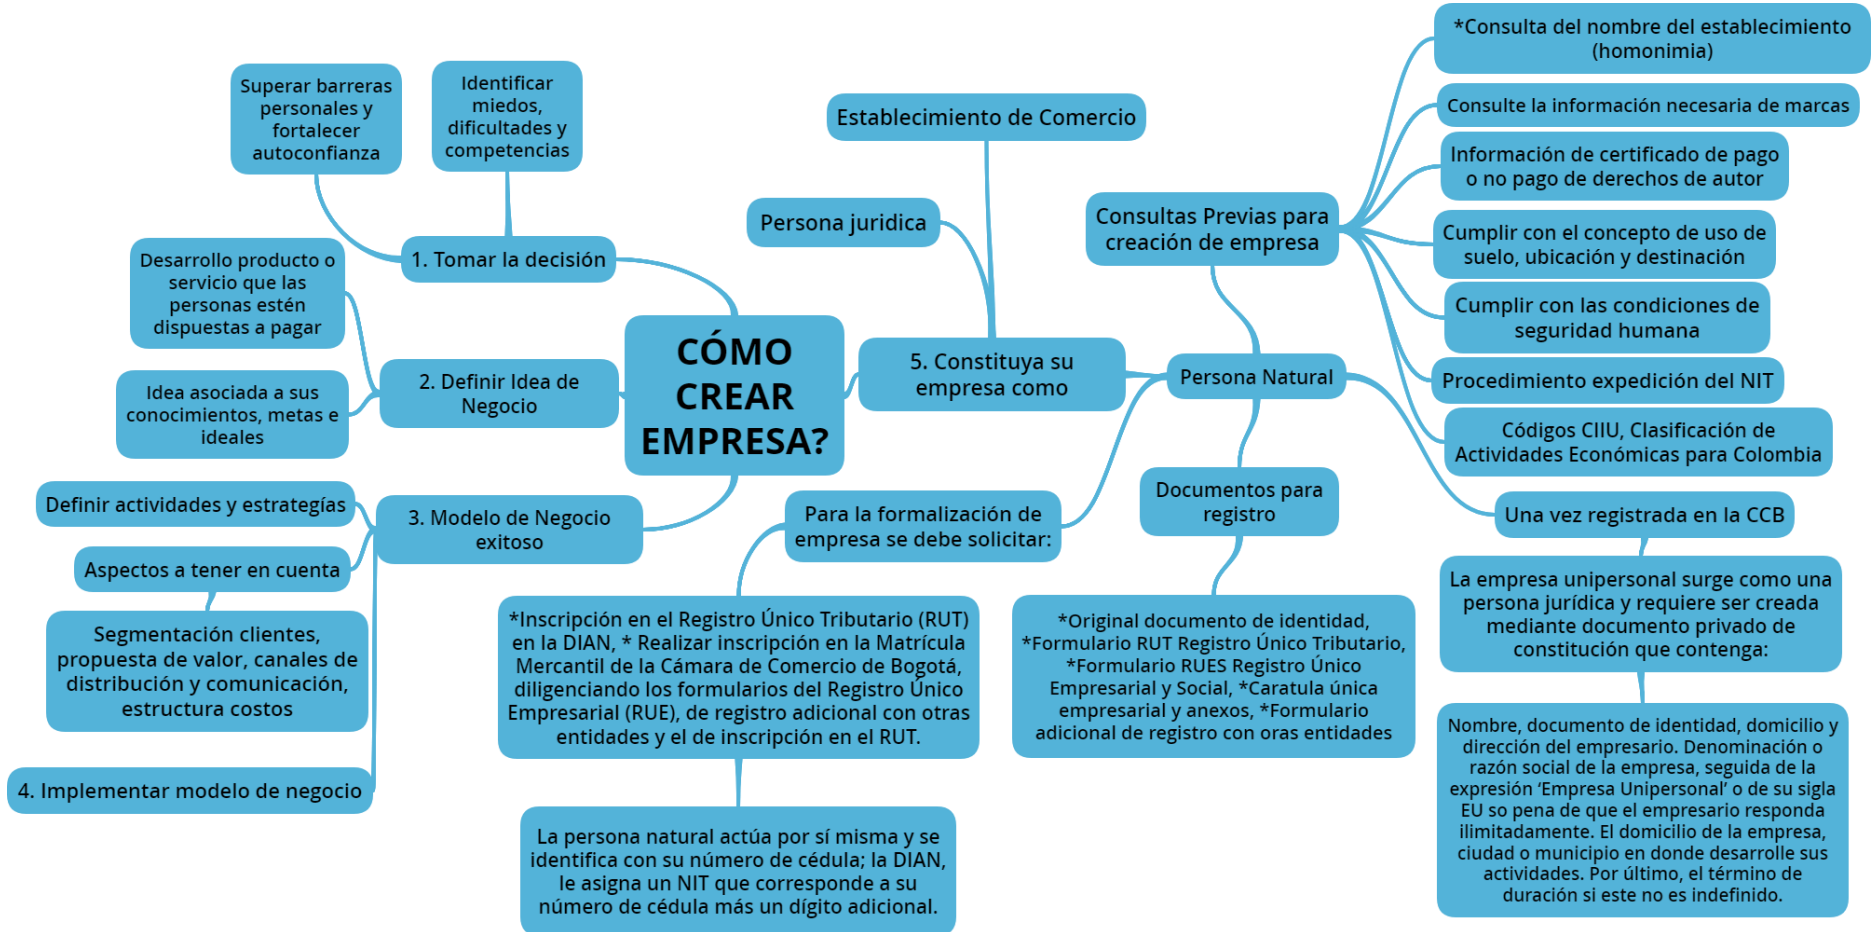 CÓMO
CREAR
EMPRESA?
1. Tomar la decisión
Superar barreras
personales y
fortalecer
autoconfianza
Identificar
miedos,
dificultades y
competencias
2. Definir Idea de
Negocio
Desarrollo producto o
servicio que las
personas estén
dispuestas a pagar
Idea asociada a sus
conocimientos, metas e
ideales
3. Modelo de Negocio
exitoso
Definir actividades y estrategías
Aspectos a tener en cuenta
Segmentación clientes,
propuesta de valor, canales de
distribución y comunicación,
estructura costos
4. Implementar modelo de negocio
5. Constituya su
empresa como
Establecimiento de Comercio
Persona juridica
Persona Natural
Consultas Previas para
creación de empresa
*Consulta del nombre del establecimiento
(homonimia)
Consulte la información necesaria de marcas
Información de certificado de pago
o no pago de derechos de autor
Cumplir con el concepto de uso de
suelo, ubicación y destinación
Cumplir con las condiciones de
seguridad humana
Procedimiento expedición del NIT
Códigos CIIU, Clasificación de
Actividades Económicas para Colombia
Para la formalización de
empresa se debe solicitar:
*Inscripción en el Registro Único Tributario (RUT)
en la DIAN, * Realizar inscripción en la Matrícula
Mercantil de la Cámara de Comercio de Bogotá,
diligenciando los formularios del Registro Único
Empresarial (RUE), de registro adicional con otras
entidades y el de inscripción en el RUT.
La persona natural actúa por sí misma y se
identifica con su número de cédula; la DIAN,
le asigna un NIT que corresponde a su
número de cédula más un dígito adicional.
Documentos para
registro
*Original documento de identidad,
*Formulario RUT Registro Único Tributario,
*Formulario RUES Registro Único
Empresarial y Social, *Caratula única
empresarial y anexos, *Formulario
adicional de registro con oras entidades
Una vez registrada en la CCB
La empresa unipersonal surge como una
persona jurídica y requiere ser creada
mediante documento privado de
constitución que contenga:
Nombre, documento de identidad, domicilio y
dirección del empresario. Denominación o
razón social de la empresa, seguida de la
expresión ‘Empresa Unipersonal’ o de su sigla
EU so pena de que el empresario responda
ilimitadamente. El domicilio de la empresa,
ciudad o municipio en donde desarrolle sus
actividades. Por último, el término de
duración si este no es indefinido.